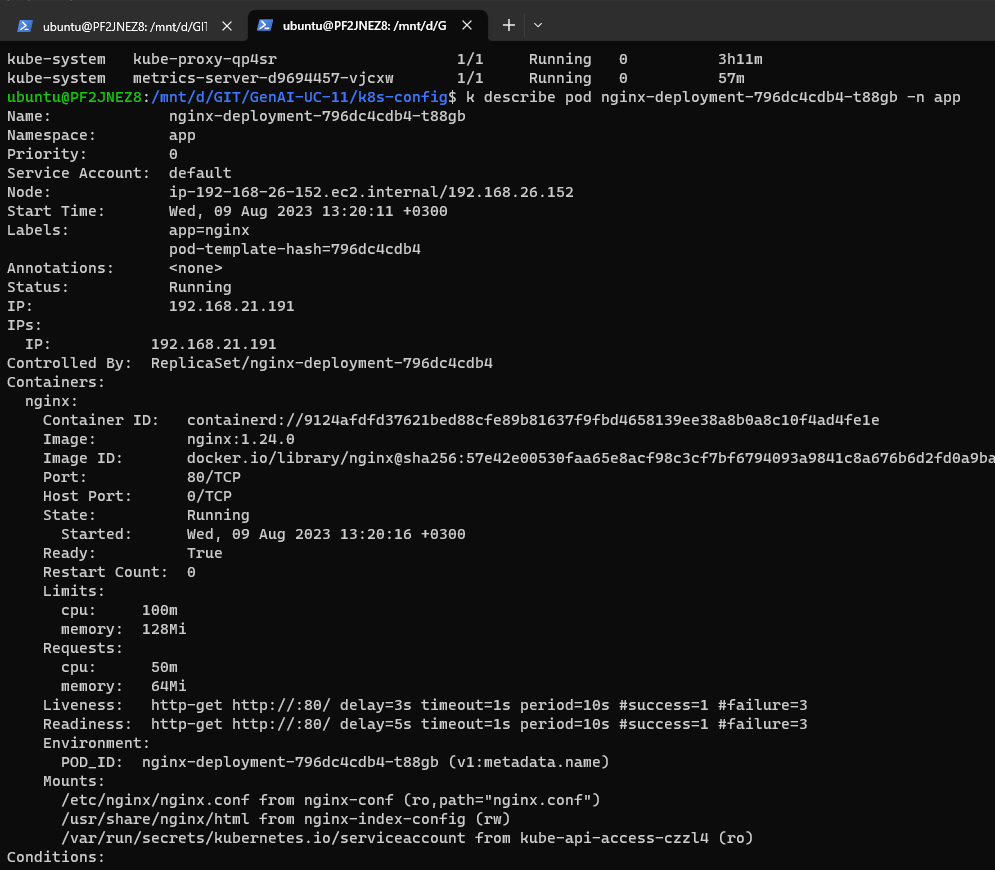 ubuntu@PF2JNEZ8: /mnt/d/GIT
ubuntu@PF2JNEZ8: /mnt/d/G
kube-system   kube-proxy-qp4sr                    1/1     Running   0          3h11m
kube-system   metrics-server-d9694457-vjcxw       1/1     Running   0          57m
ubuntu@PF2JNEZ8:/mnt/d/GIT/GenAI-UC-11/k8s-config$ k describe pod nginx-deployment-796dc4cdb4-t88gb -n app
Name:             nginx-deployment-796dc4cdb4-t88gb
Namespace:        app
Priority:         0
Service Account:  default
Node:             ip-192-168-26-152.ec2.internal/192.168.26.152
Start Time:       Wed, 09 Aug 2023 13:20:11 +0300
Labels:           app=nginx
                  pod-template-hash=796dc4cdb4
Annotations:      <none>
Status:           Running
IP:               192.168.21.191
IPs:
  IP:           192.168.21.191
Controlled By:  ReplicaSet/nginx-deployment-796dc4cdb4
Containers:
  nginx:
    Container ID:   containerd://9124afdfd37621bed88cfe89b81637f9fbd4658139ee38a8b0a8c10f4ad4fe1e
    Image:          nginx:1.24.0
    Image ID:       docker.io/library/nginx@sha256:57e42e00530faa65e8acf98c3cf7bf6794093a9841c8a676b6d2fd0a9ba
    Port:           80/TCP
    Host Port:      0/TCP
    State:          Running
      Started:      Wed, 09 Aug 2023 13:20:16 +0300
    Ready:          True
    Restart Count:  0
    Limits:
      cpu:     100m
      memory:  128Mi
    Requests:
      cpu:      50m
      memory:   64Mi
    Liveness:   http-get http://:80/ delay=3s timeout=1s period=10s #success=1 #failure=3
    Readiness:  http-get http://:80/ delay=5s timeout=1s period=10s #success=1 #failure=3
    Environment:
      POD_ID:  nginx-deployment-796dc4cdb4-t88gb (v1:metadata.name)
    Mounts:
      /etc/nginx/nginx.conf from nginx-conf (ro,path="nginx.conf")
      /usr/share/nginx/html from nginx-index-config (rw)
      /var/run/secrets/kubernetes.io/serviceaccount from kube-api-access-czzl4 (ro)
Conditions: